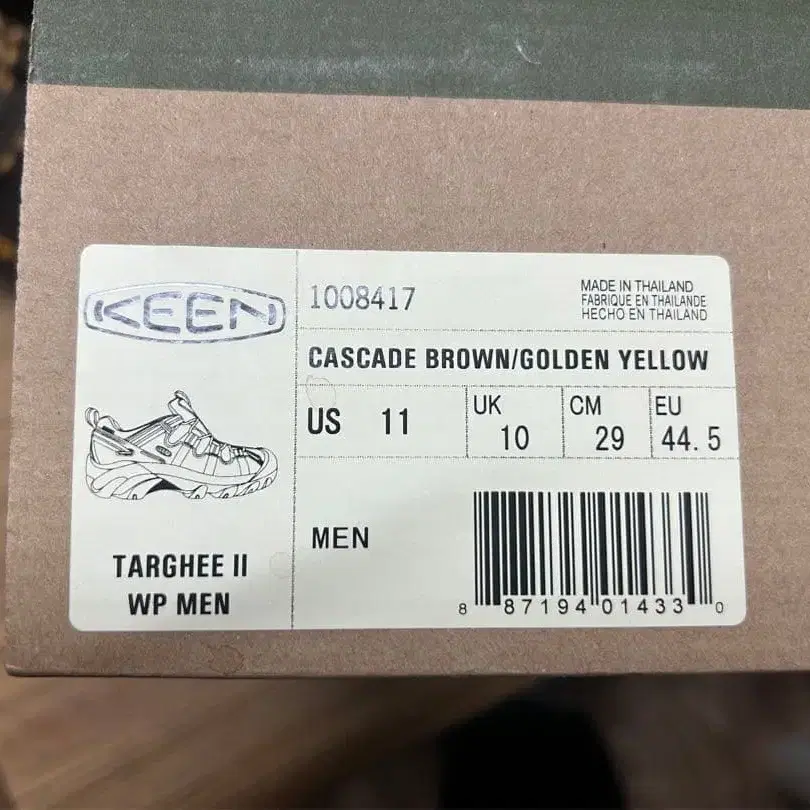 KEEN
1008417
MADE IN THAILAND
FABRIQUE EN THAILANDE
HECHO EN THAILAND
CASCADE BROWN/GOLDEN YELLOW
US 11
UK 10
CM 29
EU 44.5
MEN
TARGHEE II
WP MEN
8 87194 01433 0